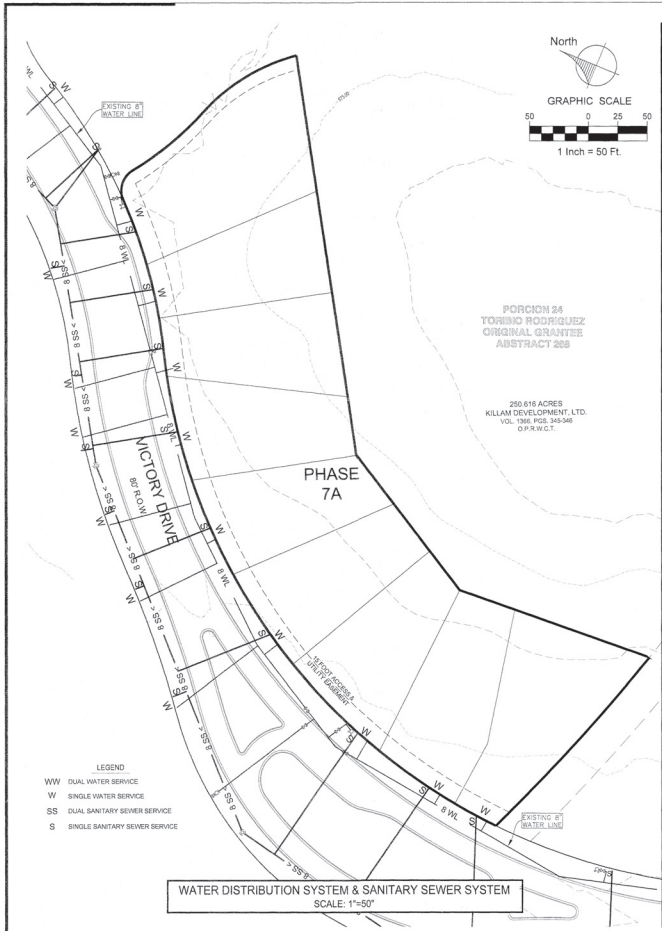 North
GRAPHIC SCALE
50 50 0 25 50
1 Inch = 50 Ft.
EXISTING 8"
WATER LINE
W
S
8 WL
8 SS
PORCION 24
TORIBIO RODRIGUEZ
ORIGINAL GRANTEE
ABSTRACT 268
250.616 ACRES
KILLAM DEVELOPMENT, LTD.
VOL. 1366, PGS. 345-346
O.P.R.W.C.T.
PHASE
7A
VICTORY DRIVE
80' R.O.W.
15 FOOT ACCESS &
UTILITY EASEMENT
LEGEND
WW DUAL WATER SERVICE
W SINGLE WATER SERVICE
SS DUAL SANITARY SEWER SERVICE
S SINGLE SANITARY SEWER SERVICE
EXISTING 8"
WATER LINE
WATER DISTRIBUTION SYSTEM & SANITARY SEWER SYSTEM
SCALE: 1"=50"